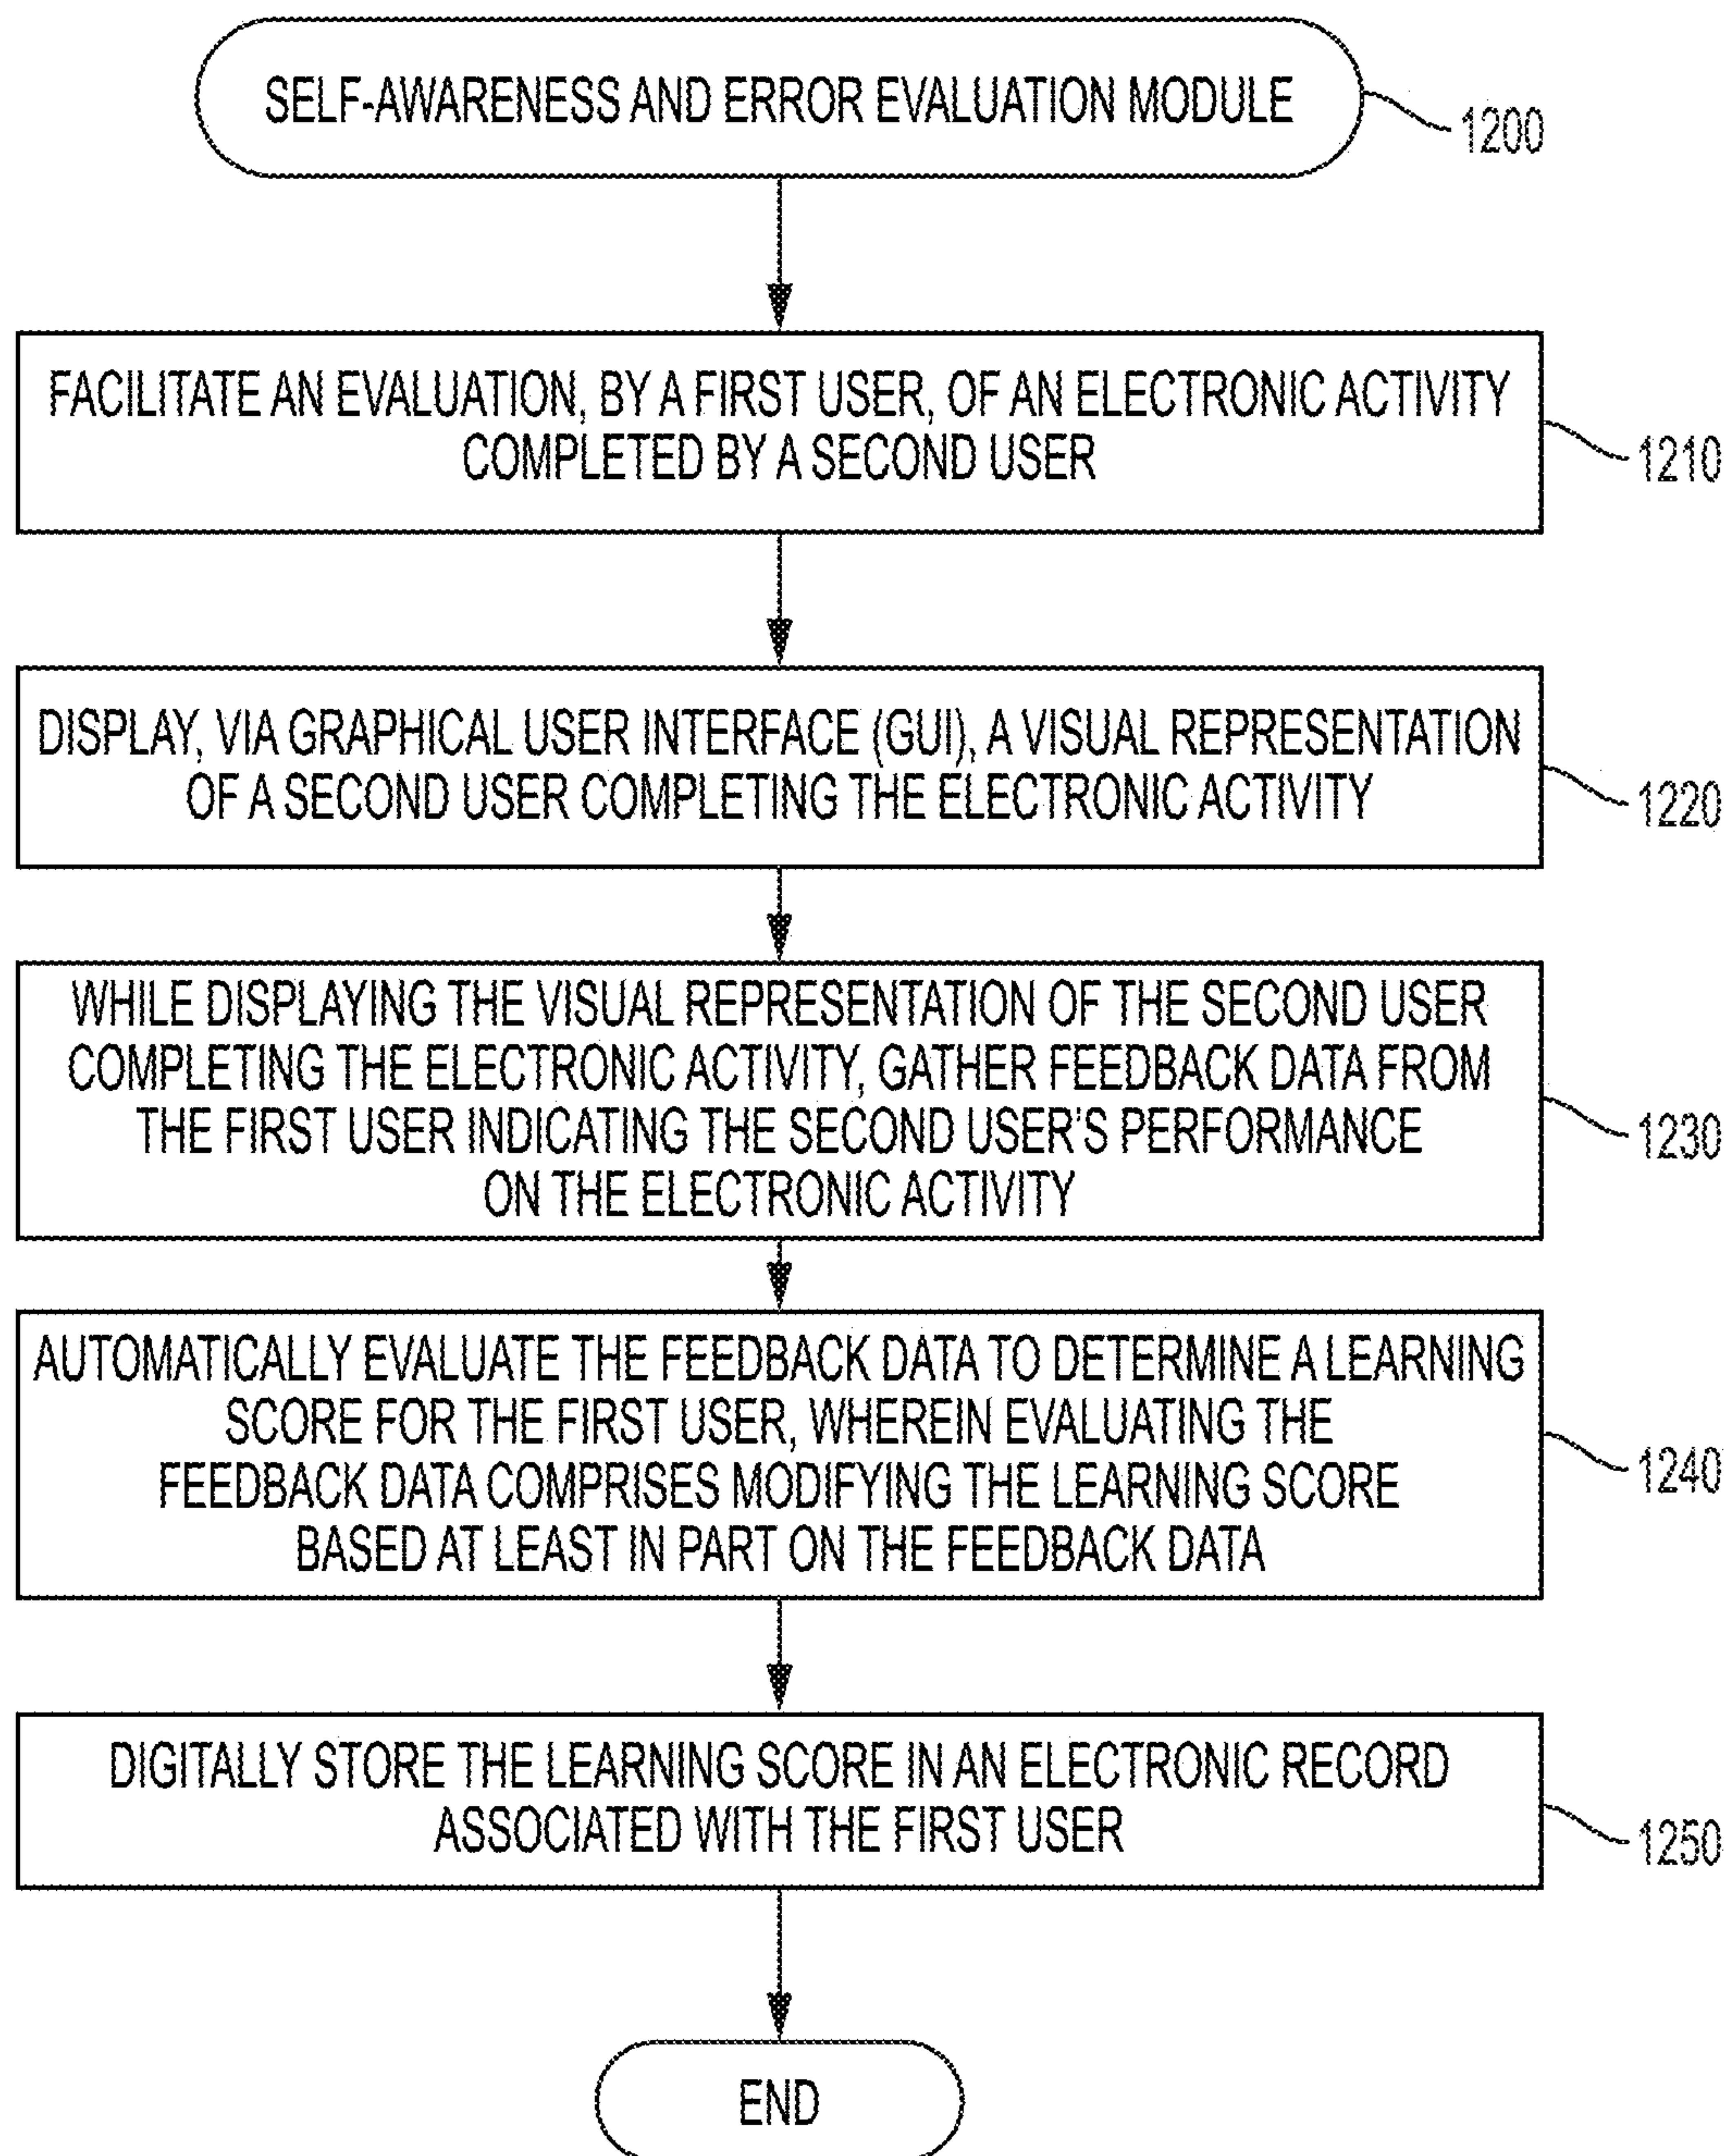 SELF-AWARENESS AND ERROR EVALUATION MODULE
1200
FACILITATE AN EVALUATION, BY A FIRST USER, OF AN ELECTRONIC ACTIVITY
COMPLETED BY A SECOND USER
1210
DISPLAY, VIA GRAPHICAL USER INTERFACE (GUI), A VISUAL REPRESENTATION
OF A SECOND USER COMPLETING THE ELECTRONIC ACTIVITY
1220
WHILE DISPLAYING THE VISUAL REPRESENTATION OF THE SECOND USER
COMPLETING THE ELECTRONIC ACTIVITY, GATHER FEEDBACK DATA FROM
THE FIRST USER INDICATING THE SECOND USER'S PERFORMANCE
ON THE ELECTRONIC ACTIVITY
1230
AUTOMATICALLY EVALUATE THE FEEDBACK DATA TO DETERMINE A LEARNING
SCORE FOR THE FIRST USER, WHEREIN EVALUATING THE
FEEDBACK DATA COMPRISES MODIFYING THE LEARNING SCORE
BASED AT LEAST IN PART ON THE FEEDBACK DATA
1240
DIGITALLY STORE THE LEARNING SCORE IN AN ELECTRONIC RECORD
ASSOCIATED WITH THE FIRST USER
1250
END